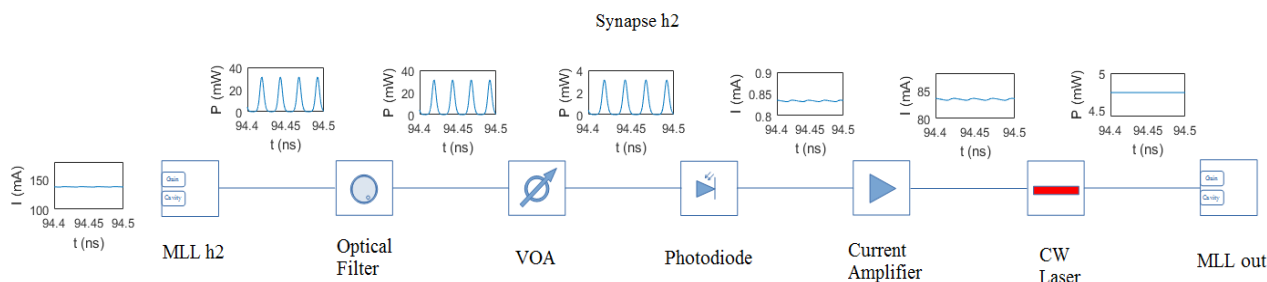 Synapse h2
P (mW)
40
20
0
94.4
94.45
94.5
t (ns)
P (mW)
40
20
0
94.4
94.45
94.5
t (ns)
P (mW)
4
2
0
94.4
94.45
94.5
t (ns)
I (mA)
0.9
0.85
0.8
94.4
94.45
94.5
t (ns)
I (mA)
85
80
94.4
94.45
94.5
t (ns)
P (mW)
5
4.5
94.4
94.45
94.5
t (ns)
I (mA)
150
100
94.4
94.45
94.5
t (ns)
Gain
Cavity
Gain
Cavity
MLL h2
Optical
Filter
VOA
Photodiode
Current
Amplifier
CW
Laser
MLL out